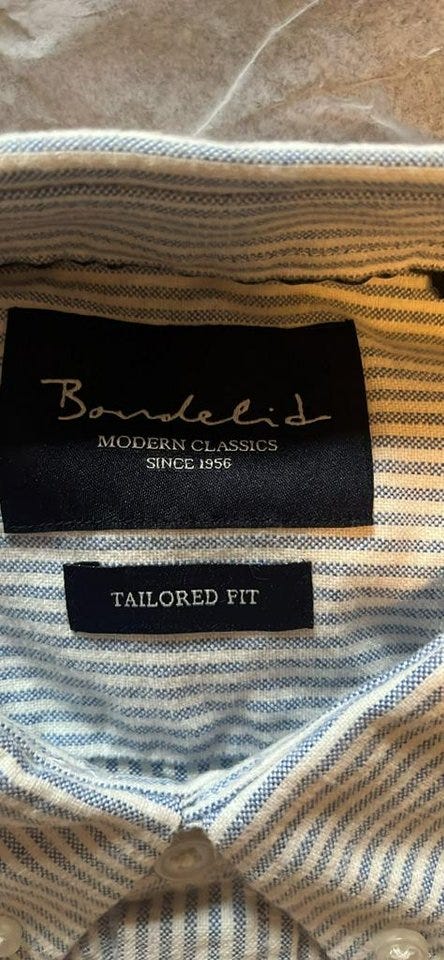 Bondelid
MODERN CLASSICS
SINCE 1956
TAILORED FIT